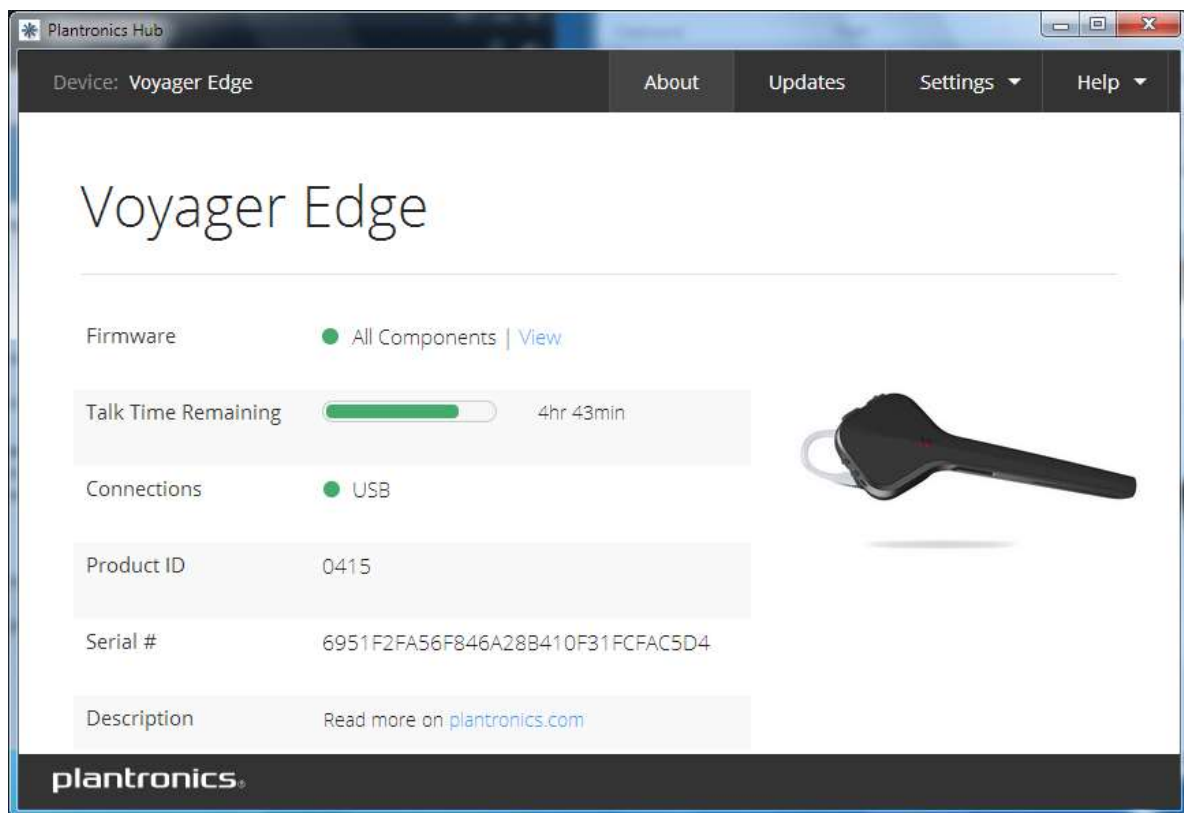 Plantronics Hub
Device: Voyager Edge About Updates Settings Help
Voyager Edge
Firmware All Components | View
Talk Time Remaining 4hr 43min
Connections USB
Product ID 0415
Serial # 6951F2FA56F846A28B410F31FCFAC5D4
Description Read more on plantronics.com
plantronics®